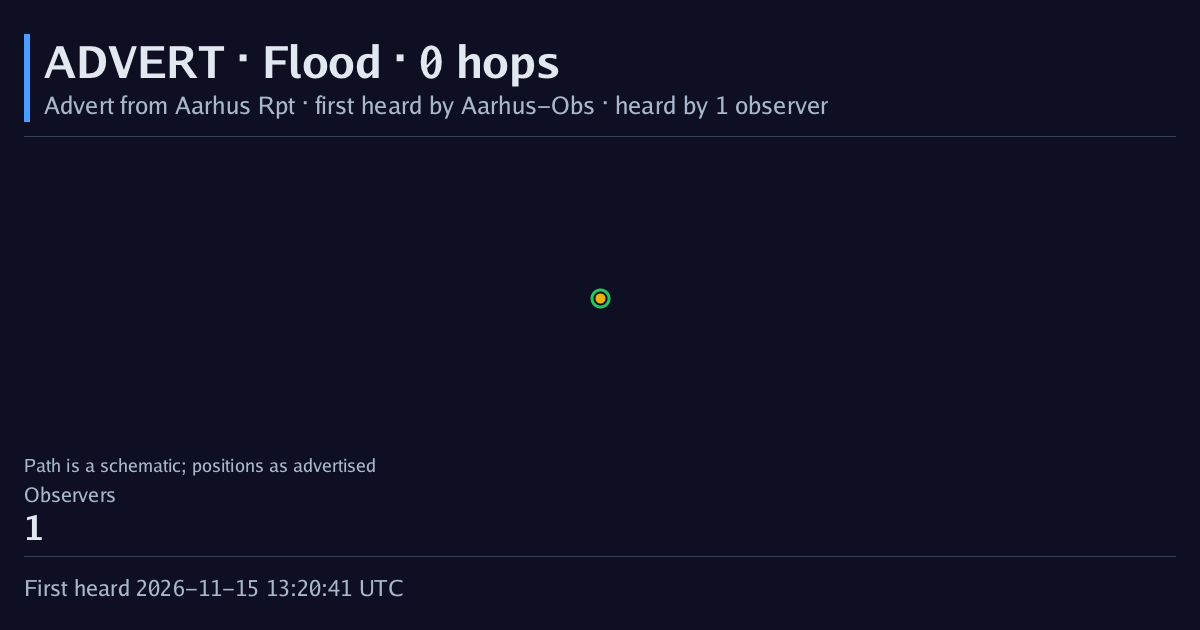 ADVERT · Flood · 0 hops
Advert from Aarhus Rpt · first heard by Aarhus–Obs · heard by 1 observer
Path is a schematic; positions as advertised
Observers
1
First heard 2026–11–15 13:20:41 UTC